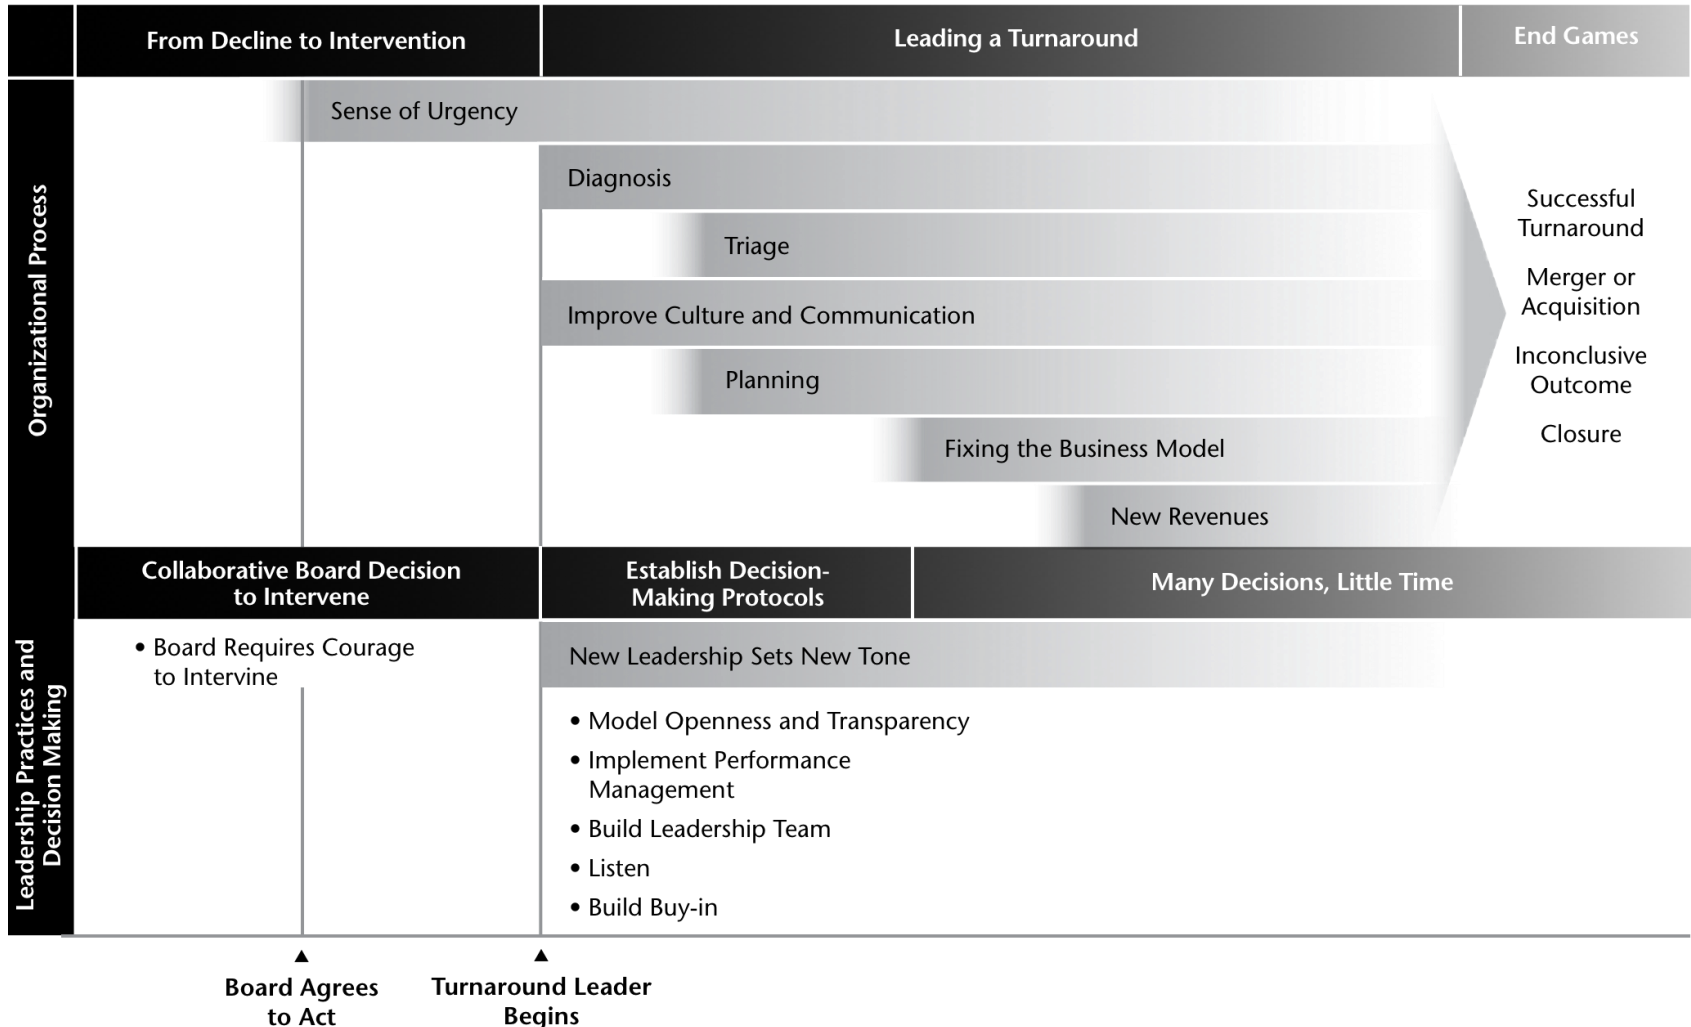 From Decline to Intervention
Leading a Turnaround
End Games
Organizational Process
Sense of Urgency
Diagnosis
Triage
Improve Culture and Communication
Planning
Fixing the Business Model
New Revenues
Successful
Turnaround
Merger or
Acquisition
Inconclusive
Outcome
Closure
Leadership Practices and
Decision Making
Collaborative Board Decision
to Intervene
Establish Decision-
Making Protocols
Many Decisions, Little Time
• Board Requires Courage
to Intervine
New Leadership Sets New Tone
• Model Openness and Transparency
• Implement Performance
Management
• Build Leadership Team
• Listen
• Build Buy-in
Board Agrees
to Act
Turnaround Leader
Begins